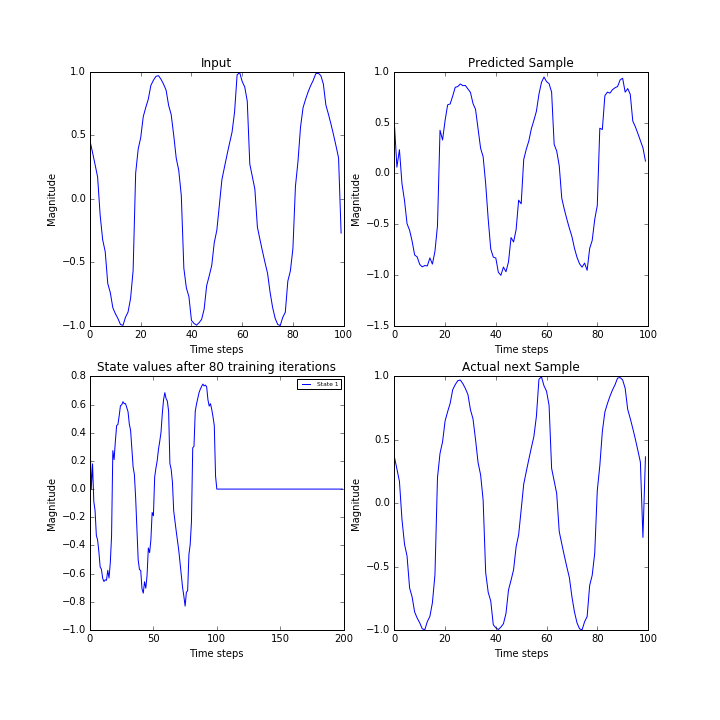 Input
Predicted Sample
1.0
0.5
0.0
−0.5
−1.0
Magnitude
0 20 40 60 80 100
Time steps
1.0
0.5
0.0
−0.5
−1.0
−1.5
Magnitude
0 20 40 60 80 100
Time steps
State values after 80 training iterations
Actual next Sample
0.8
0.6
0.4
0.2
0.0
−0.2
−0.4
−0.6
−0.8
−1.0
Magnitude
State 1
0 50 100 150 200
Time steps
1.0
0.5
0.0
−0.5
−1.0
Magnitude
0 20 40 60 80 100
Time steps